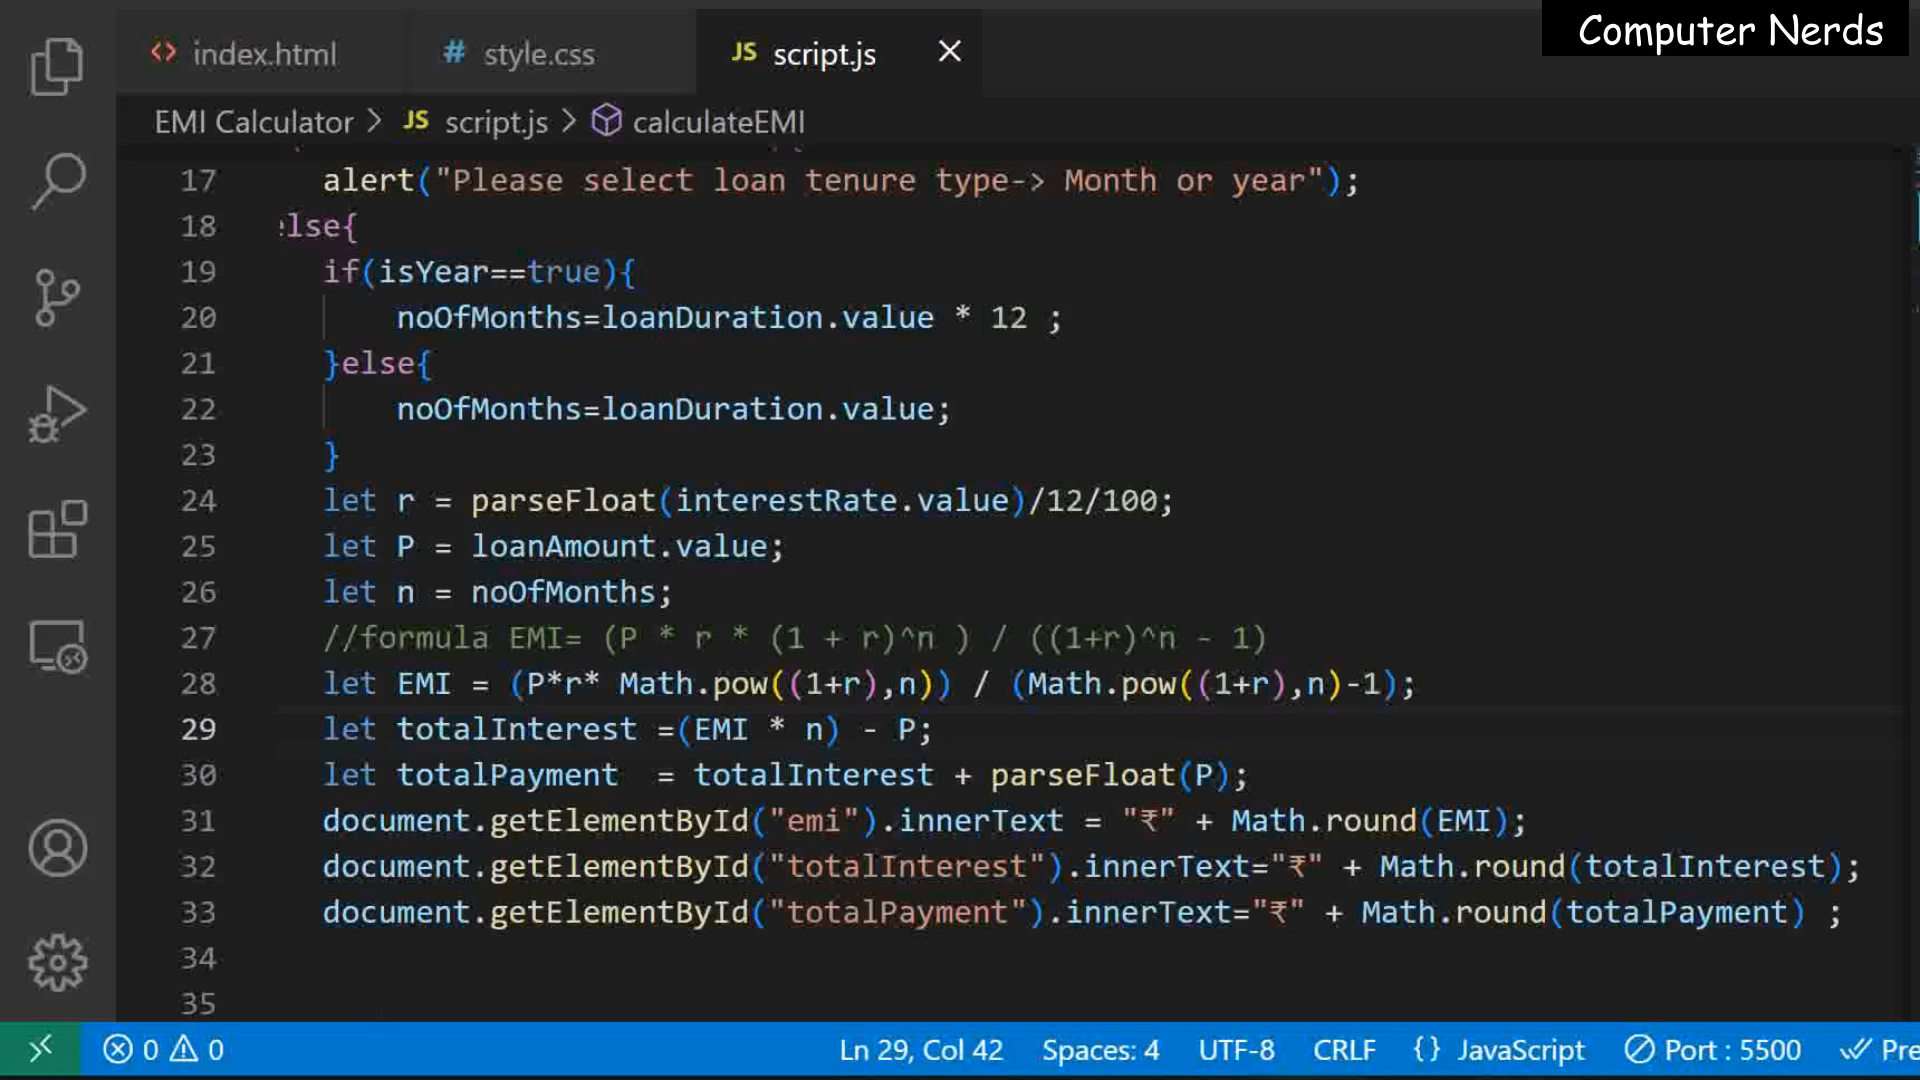 Computer Nerds
index.html
style.css
JS script.js
EMI Calculator > JS script.js > calculateEMI
17 alert("Please select loan tenure type-> Month or year");
18 lse{
19 if(isYear==true){
20 noOfMonths=loanDuration.value * 12 ;
21 }else{
22 noOfMonths=loanDuration.value;
23 }
24 let r = parseFloat(interestRate.value)/12/100;
25 let P = loanAmount.value;
26 let n = noOfMonths;
27 //formula EMI= (P * r * (1 + r)^n ) / ((1+r)^n - 1)
28 let EMI = (P*r* Math.pow((1+r),n)) / (Math.pow((1+r),n)-1);
29 let totalInterest =(EMI * n) - P;
30 let totalPayment  = totalInterest + parseFloat(P);
31 document.getElementById("emi").innerText = "₹" + Math.round(EMI);
32 document.getElementById("totalInterest").innerText="₹" + Math.round(totalInterest);
33 document.getElementById("totalPayment").innerText="₹" + Math.round(totalPayment) ;
34
35
0 0 Ln 29, Col 42 Spaces: 4 UTF-8 CRLF {} JavaScript Port : 5500 Pre